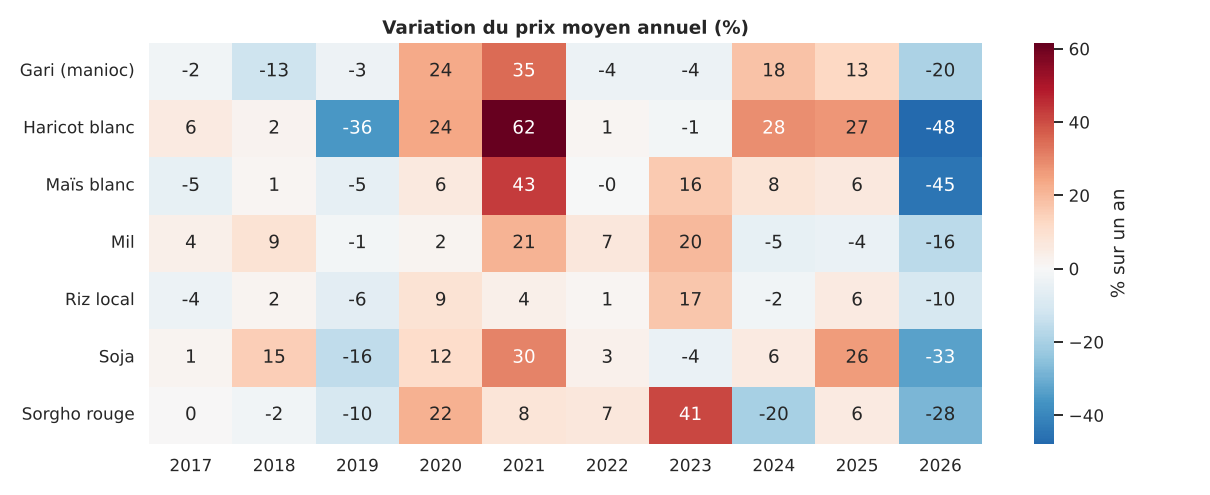 Variation du prix moyen annuel (%)
Gari (manioc) -2 -13 -3 24 35 -4 -4 18 13 -20
Haricot blanc 6 2 -36 24 62 1 -1 28 27 -48
Maïs blanc -5 1 -5 6 43 -0 16 8 6 -45
Mil 4 9 -1 2 21 7 20 -5 -4 -16
Riz local -4 2 -6 9 4 1 17 -2 6 -10
Soja 1 15 -16 12 30 3 -4 6 26 -33
Sorgho rouge 0 -2 -10 22 8 7 41 -20 6 -28
2017 2018 2019 2020 2021 2022 2023 2024 2025 2026
60
40
20
0
−20
−40
% sur un an